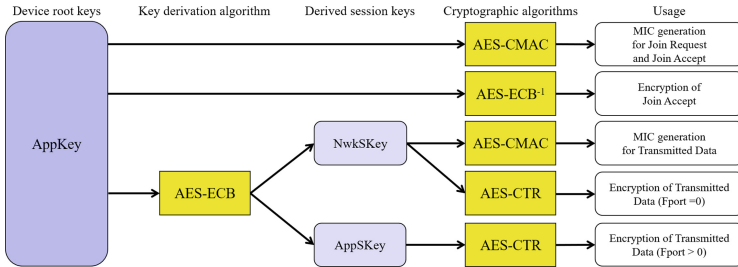 Device root keys
Key derivation algorithm
Derived session keys
Cryptographic algorithms
Usage
AppKey
AES-CMAC
MIC generation
for Join Request
and Join Accept
AES-ECB⁻¹
Encryption of
Join Accept
AES-ECB
NwkSKey
AES-CMAC
MIC generation
for Transmitted Data
AES-CTR
Encryption of Transmitted
Data (Fport =0)
AppSKey
AES-CTR
Encryption of Transmitted
Data (Fport > 0)